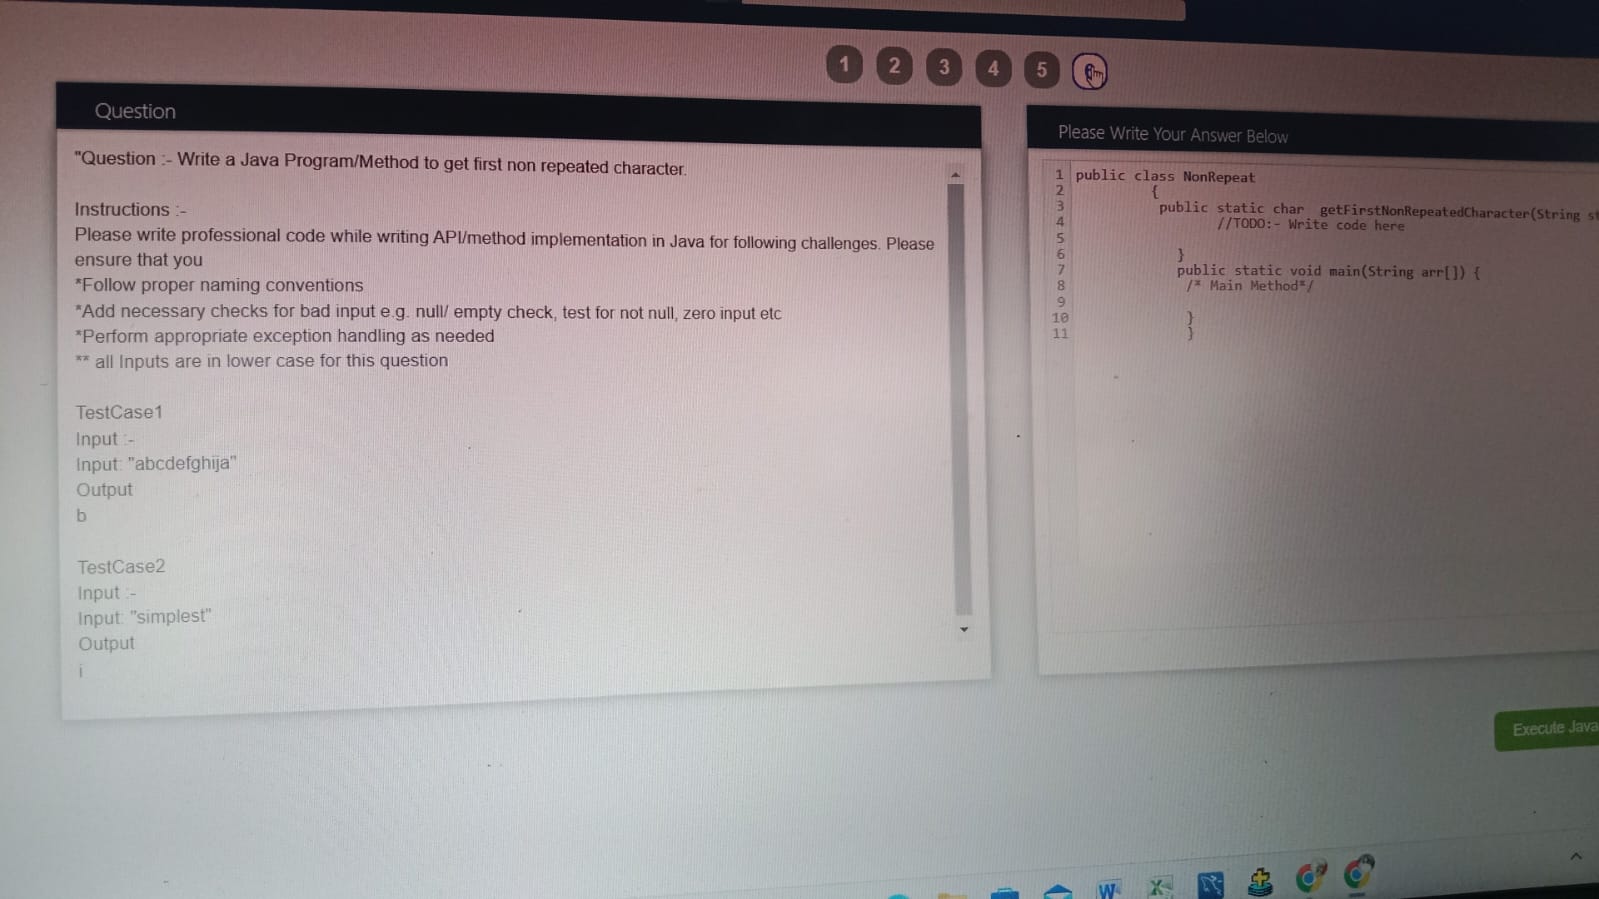 1 2 3 4 5
Question
"Question :- Write a Java Program/Method to get first non repeated character.
Instructions :-
Please write professional code while writing API/method implementation in Java for following challenges. Please
ensure that you
*Follow proper naming conventions
*Add necessary checks for bad input e.g. null/ empty check, test for not null, zero input etc
*Perform appropriate exception handling as needed
** all Inputs are in lower case for this question
TestCase1
Input :-
Input: "abcdefghija"
Output
b
TestCase2
Input :-
Input: "simplest"
Output
i
Please Write Your Answer Below
1 public class NonRepeat
2 {
3 public static char getFirstNonRepeatedCharacter(String st
4 //TODO:- Write code here
5
6 }
7 public static void main(String arr[]) {
8 /* Main Method*/
9
10 }
11 }
Execute Java